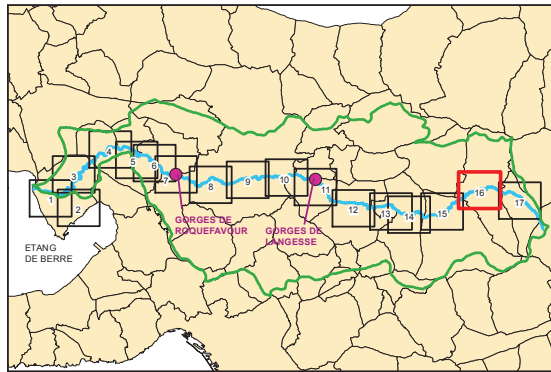 4
5
6
3
7
8
9
10
11
16
1
2
12
13
14
15
17
GORGES DE
ROQUEFAVOUR
GORGES DE
LANGESSE
ETANG
DE BERRE